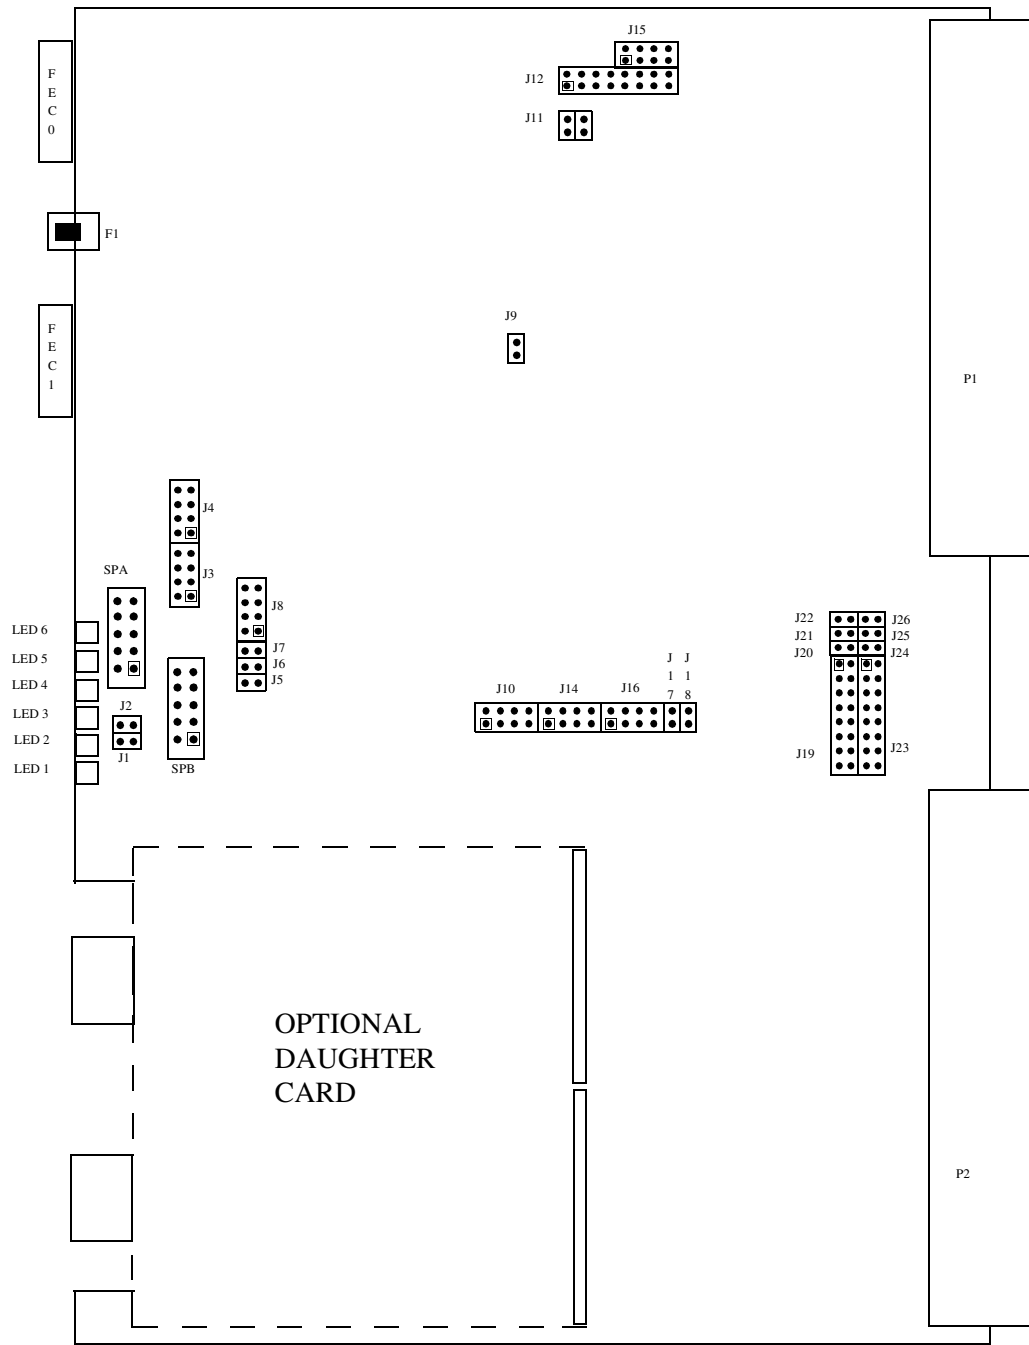 J15
F
E
C
0
J12
J11
F1
J9
F
E
C
1
P1
J4
SPA
J3
J8
LED 6
J22
J26
J21
J25
J7
LED 5
J20
J24
J
1
7
J
1
8
J6
J5
LED 4
J10
J14
J16
J2
LED 3
LED 2
J19
J23
J1
LED 1
SPB
OPTIONAL
DAUGHTER
CARD
P2